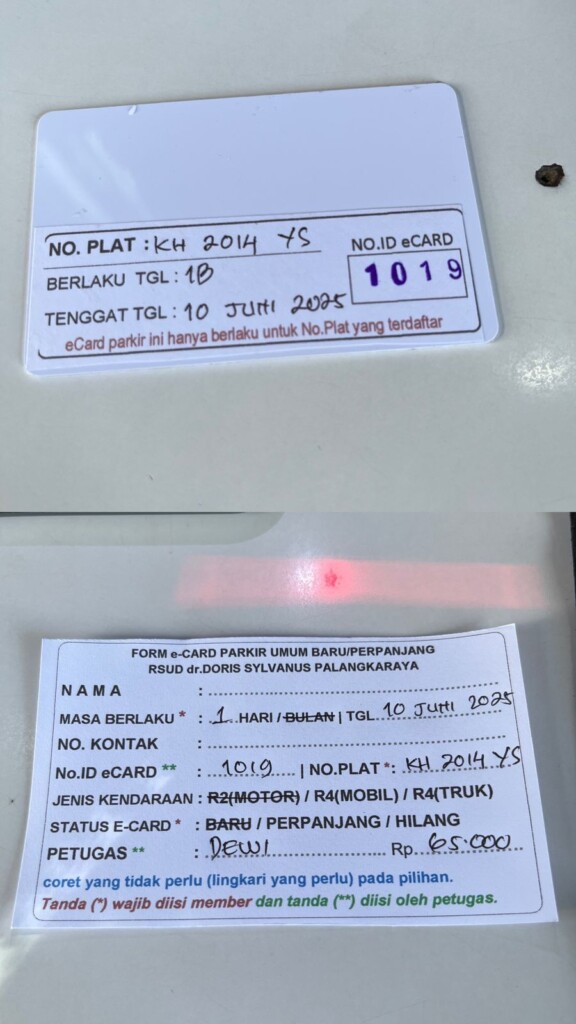 NO. PLAT : KH 2014 YS
NO.ID eCARD
1019
BERLAKU TGL : 10
TENGGAT TGL : 10 JUNI 2025
eCard parkir ini hanya berlaku untuk No.Plat yang terdaftar
FORM e-CARD PARKIR UMUM BARU/PERPANJANG
RSUD dr.DORIS SYLVANUS PALANGKARAYA
NAMA :
MASA BERLAKU * : 1 HARI / BULAN | TGL 10 JUNI 2025
NO. KONTAK :
No.ID eCARD ** : 1019 | NO.PLAT *: KH 2014 YS
JENIS KENDARAAN : R2(MOTOR) / R4(MOBIL) / R4(TRUK)
STATUS E-CARD * : BARU / PERPANJANG / HILANG
PETUGAS ** : DEWI Rp 65.000
coret yang tidak perlu (lingkari yang perlu) pada pilihan.
Tanda (*) wajib diisi member dan tanda (**) diisi oleh petugas.